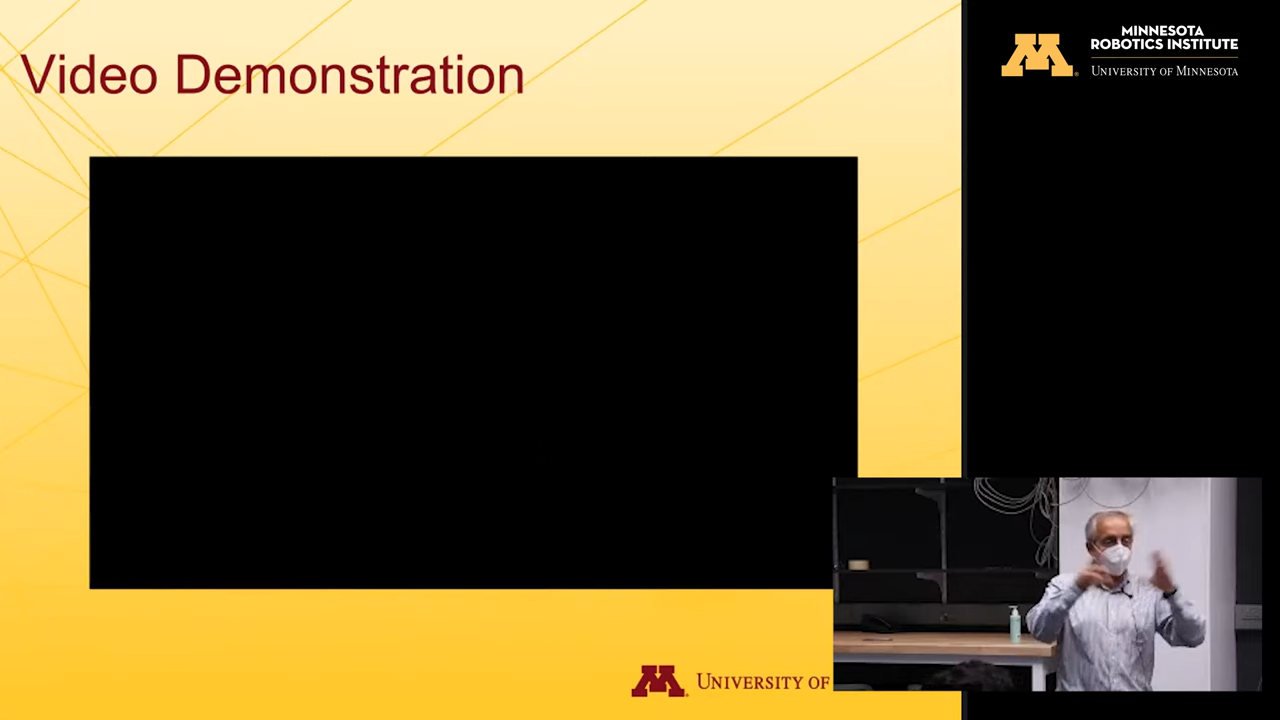 Video Demonstration
MINNESOTA
ROBOTICS INSTITUTE
UNIVERSITY OF MINNESOTA
UNIVERSITY OF